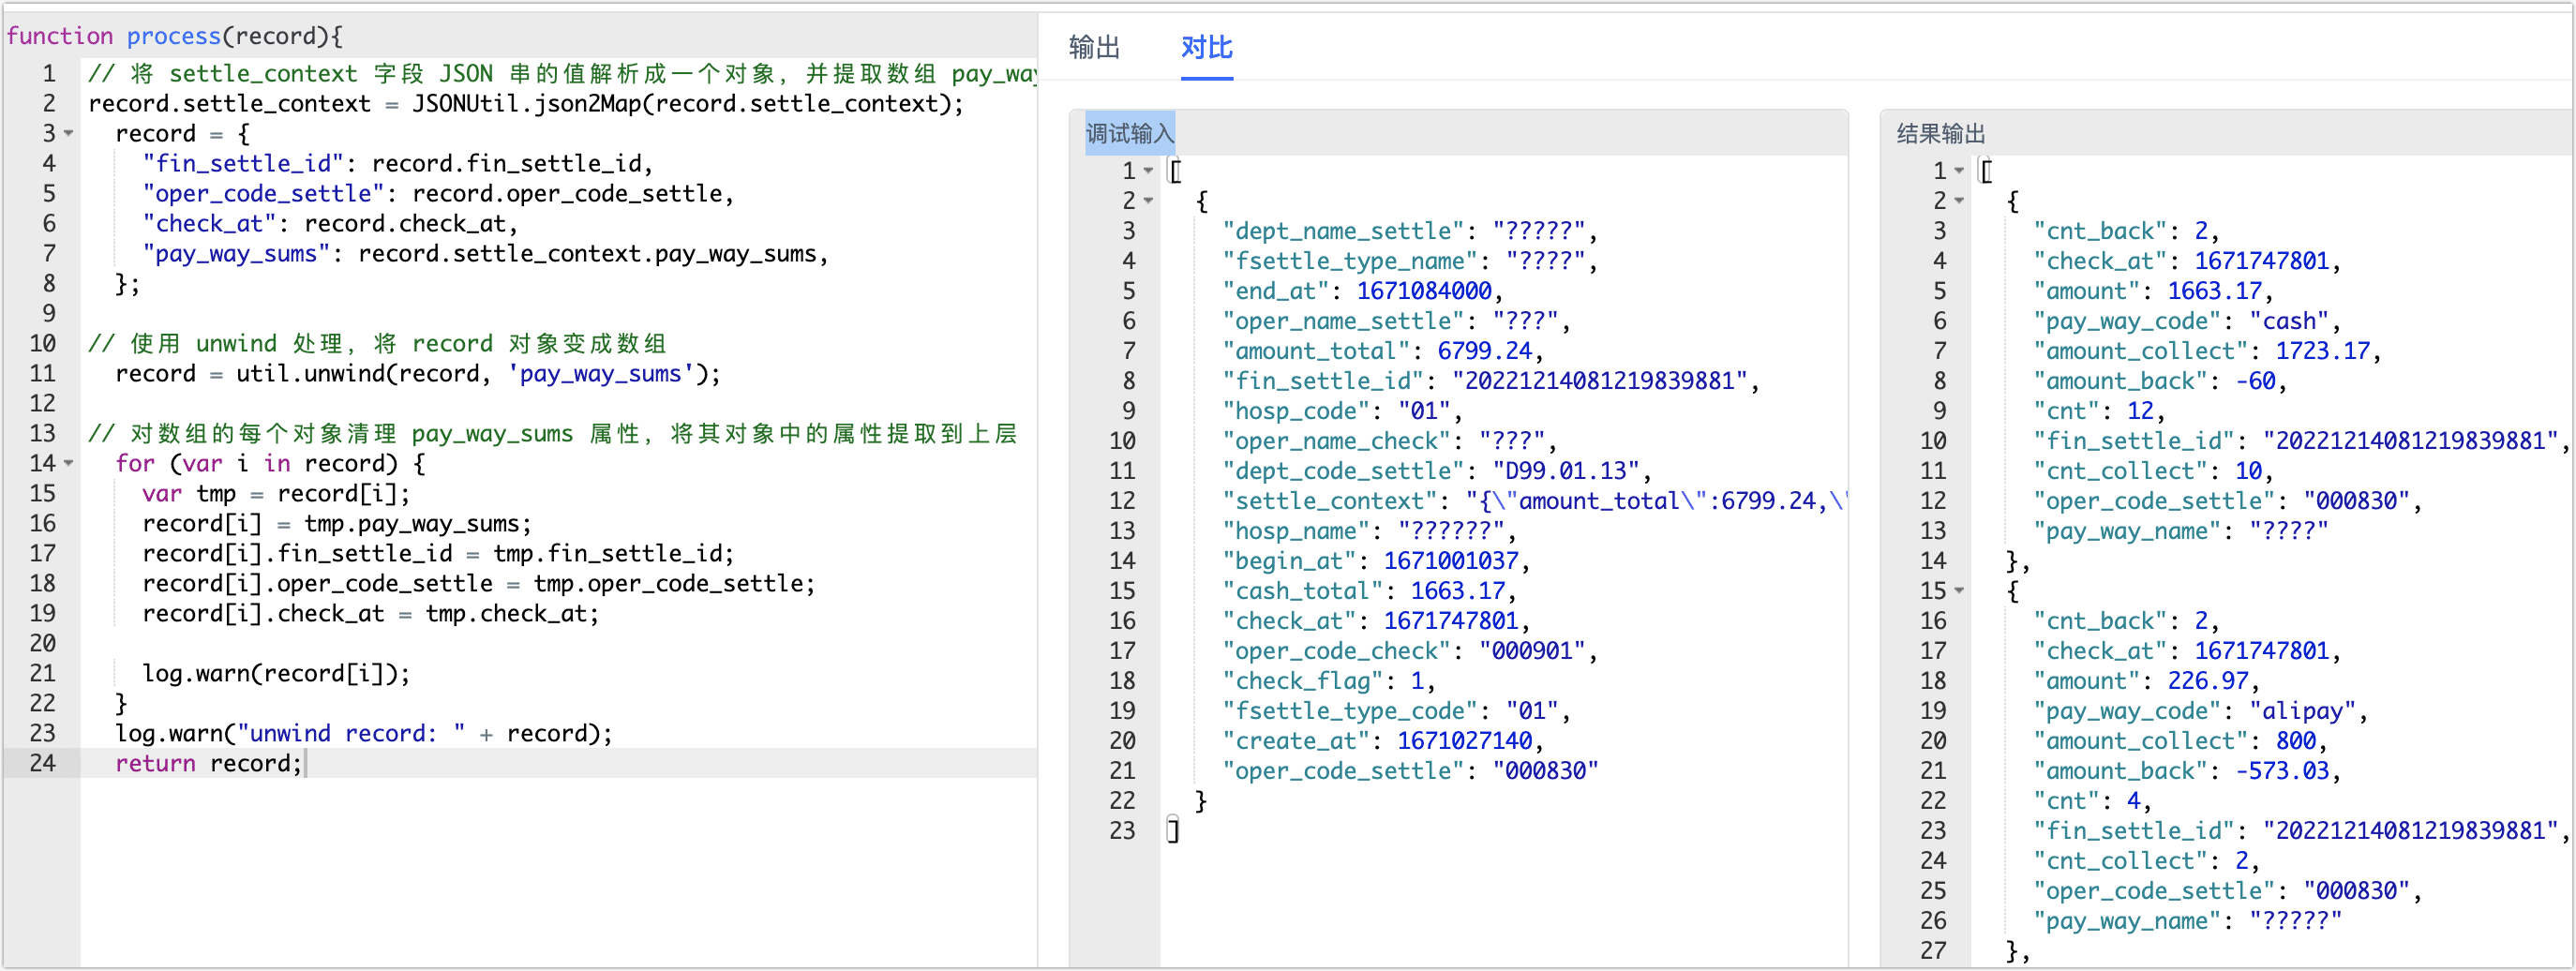 function process(record){
1 // 将 settle_context 字段 JSON 串的值解析成一个对象，并提取数组
2 record.settle_context = JSONUtil.json2Map(record.settle_context);
3 record = {
4 "fin_settle_id": record.fin_settle_id,
5 "oper_code_settle": record.oper_code_settle,
6 "check_at": record.check_at,
7 "pay_way_sums": record.settle_context.pay_way_sums,
8 };
9
10 // 使用 unwind 处理，将 record 对象变成数组
11 record = util.unwind(record, 'pay_way_sums');
12
13 // 对数组的每个对象清理 pay_way_sums 属性，将其对象中的属性提取到上层
14 for (var i in record) {
15 var tmp = record[i];
16 record[i] = tmp.pay_way_sums;
17 record[i].fin_settle_id = tmp.fin_settle_id;
18 record[i].oper_code_settle = tmp.oper_code_settle;
19 record[i].check_at = tmp.check_at;
20
21 log.warn(record[i]);
22 }
23 log.warn("unwind record: " + record);
24 return record;
输出 对比
调试输入
1 [
2 {
3 "dept_name_settle": "?????",
4 "fsettle_type_name": "????",
5 "end_at": 1671084000,
6 "oper_name_settle": "???",
7 "amount_total": 6799.24,
8 "fin_settle_id": "20221214081219839881",
9 "hosp_code": "01",
10 "oper_name_check": "???",
11 "dept_code_settle": "D99.01.13",
12 "settle_context": "{\"amount_total\":6799.24,\
13 "hosp_name": "??????",
14 "begin_at": 1671001037,
15 "cash_total": 1663.17,
16 "check_at": 1671747801,
17 "oper_code_check": "000901",
18 "check_flag": 1,
19 "fsettle_type_code": "01",
20 "create_at": 1671027140,
21 "oper_code_settle": "000830"
22 }
23 ]
结果输出
1 [
2 {
3 "cnt_back": 2,
4 "check_at": 1671747801,
5 "amount": 1663.17,
6 "pay_way_code": "cash",
7 "amount_collect": 1723.17,
8 "amount_back": -60,
9 "cnt": 12,
10 "fin_settle_id": "20221214081219839881",
11 "cnt_collect": 10,
12 "oper_code_settle": "000830",
13 "pay_way_name": "????"
14 },
15 {
16 "cnt_back": 2,
17 "check_at": 1671747801,
18 "amount": 226.97,
19 "pay_way_code": "alipay",
20 "amount_collect": 800,
21 "amount_back": -573.03,
22 "cnt": 4,
23 "fin_settle_id": "20221214081219839881",
24 "cnt_collect": 2,
25 "oper_code_settle": "000830",
26 "pay_way_name": "?????"
27 },